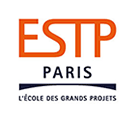 ESTP
PARIS
L'ÉCOLE DES GRANDS PROJETS